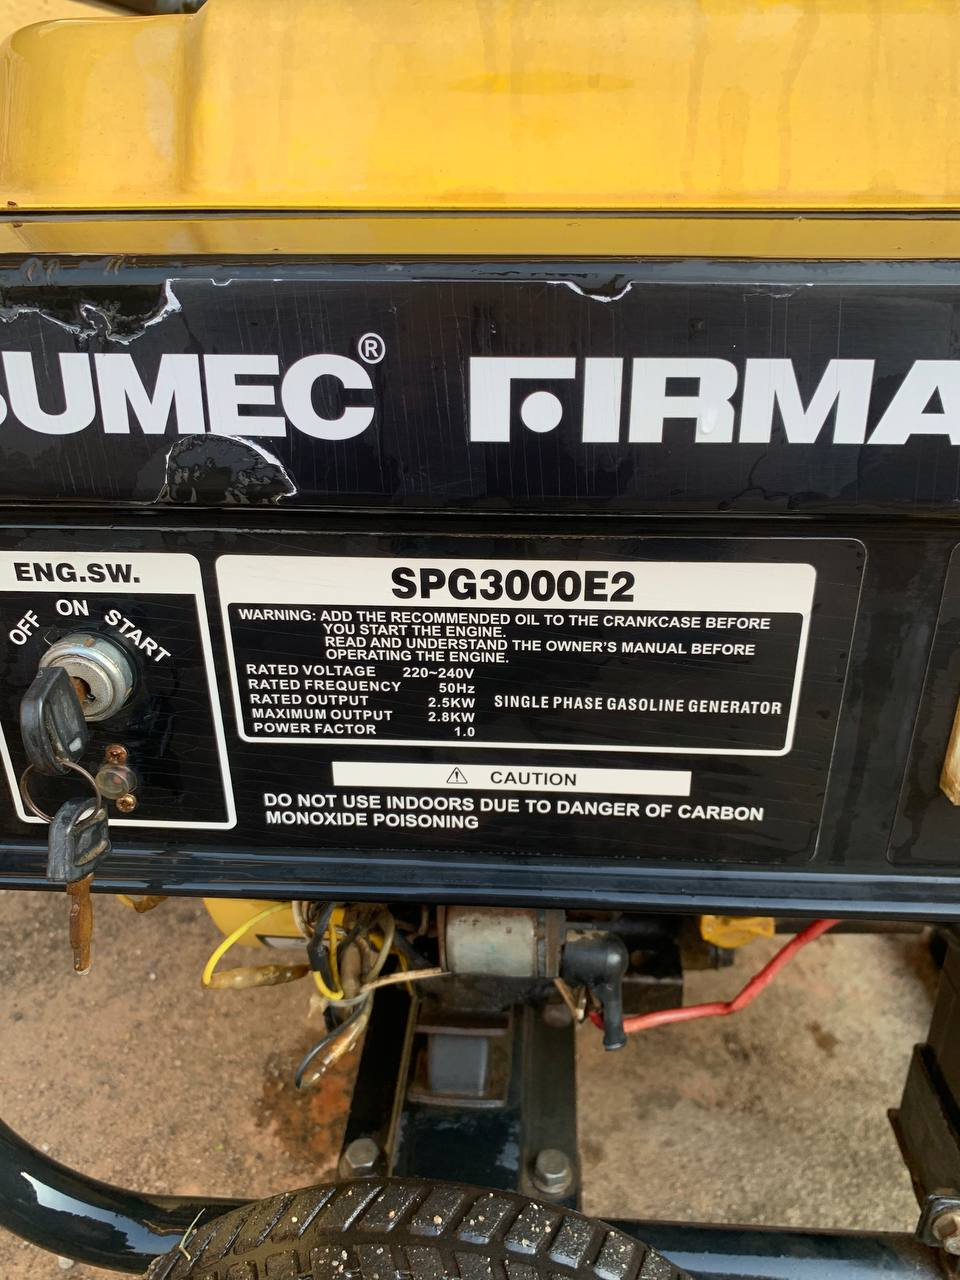 SUMEC® FIRMA
ENG.SW.
OFF ON START
SPG3000E2
WARNING: ADD THE RECOMMENDED OIL TO THE CRANKCASE BEFORE
YOU START THE ENGINE.
READ AND UNDERSTAND THE OWNER'S MANUAL BEFORE
OPERATING THE ENGINE.
RATED VOLTAGE 220~240V
RATED FREQUENCY 50Hz
RATED OUTPUT 2.5KW SINGLE PHASE GASOLINE GENERATOR
MAXIMUM OUTPUT 2.8KW
POWER FACTOR 1.0
⚠ CAUTION
DO NOT USE INDOORS DUE TO DANGER OF CARBON
MONOXIDE POISONING